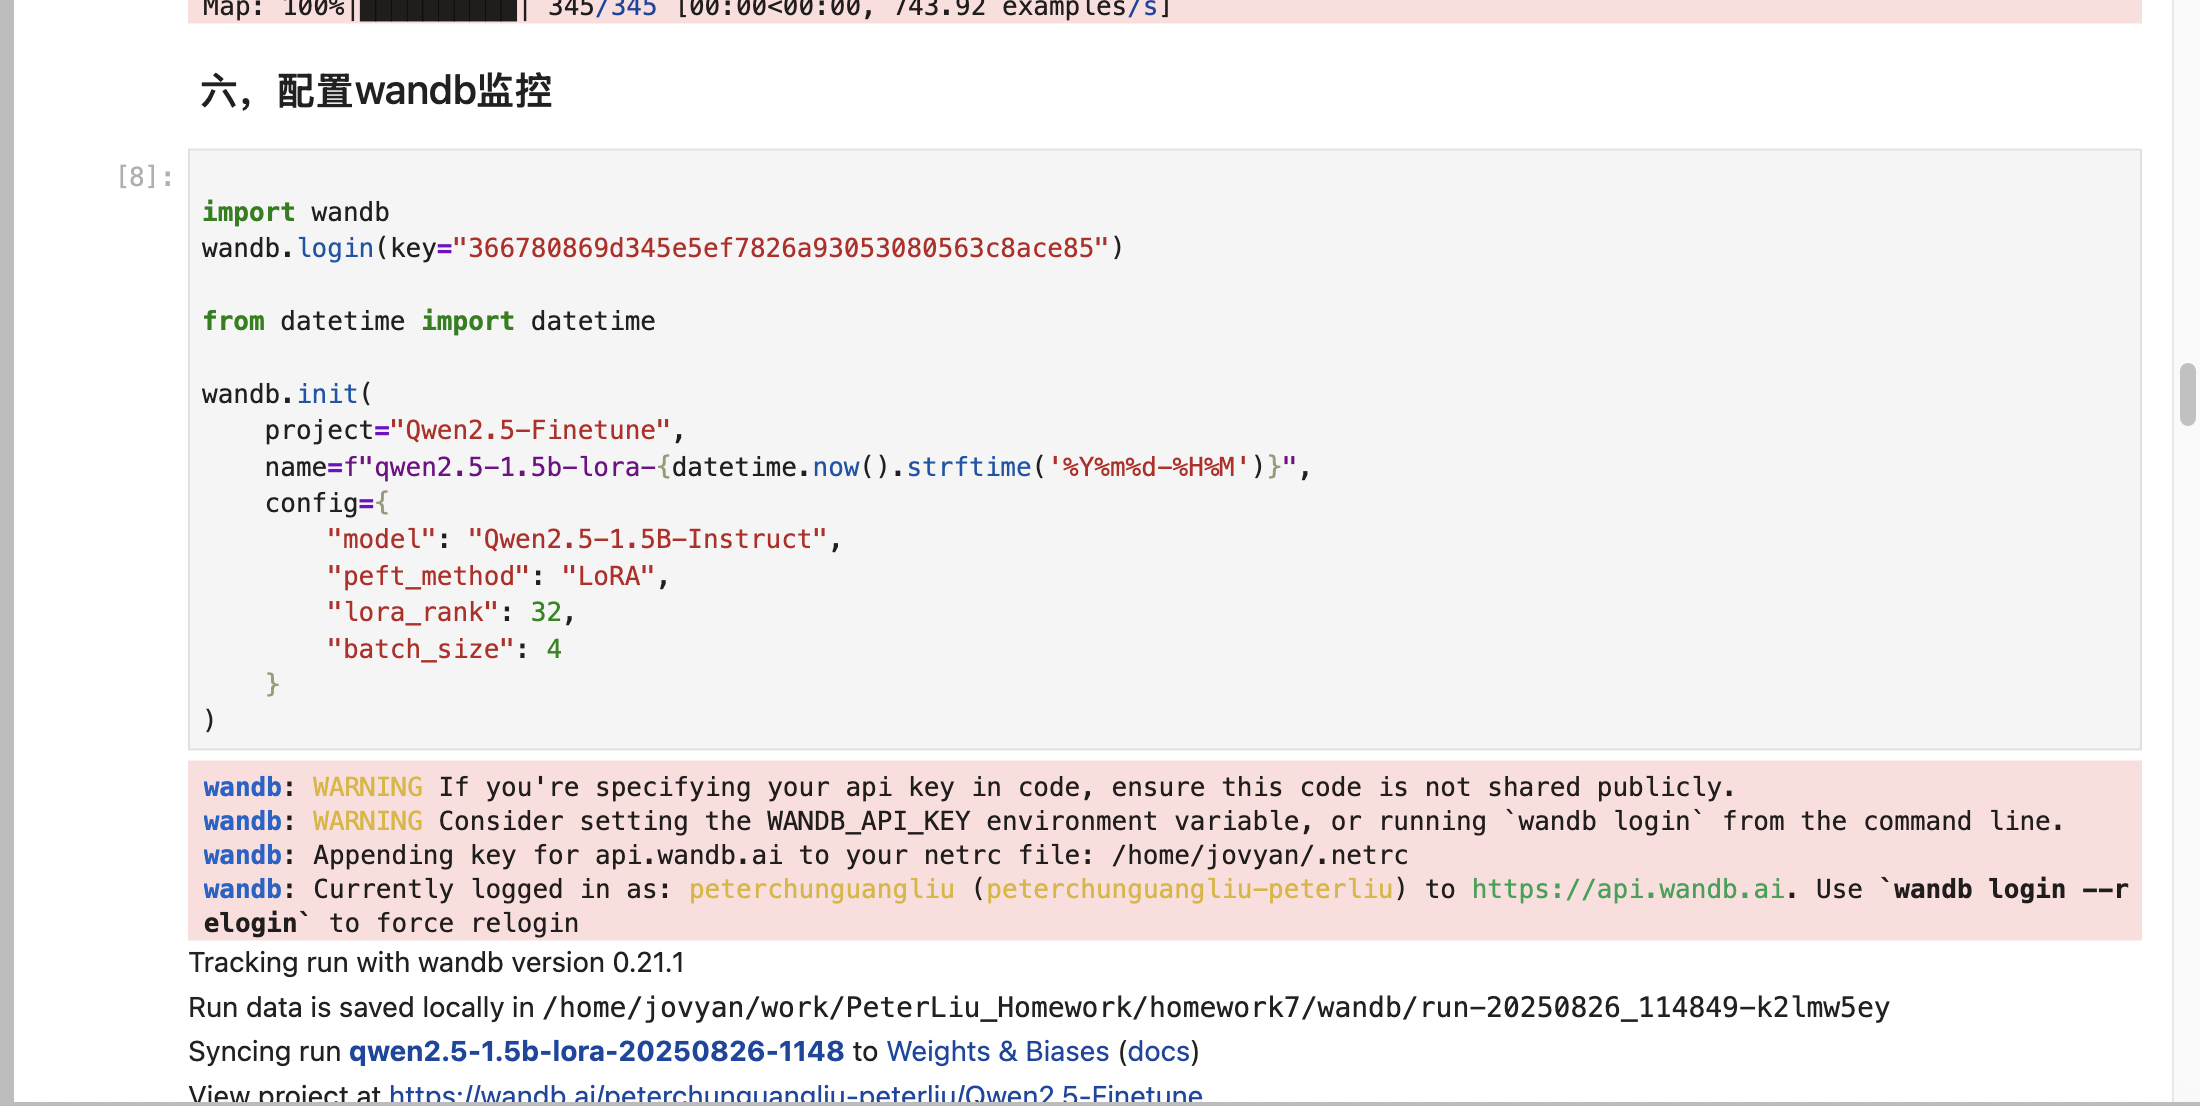 Map: 100%|██████████| 345/345 [00:00<00:00, 743.92 examples/s]
六，配置wandb监控
[8]:
import wandb
wandb.login(key="366780869d345e5ef7826a93053080563c8ace85")
from datetime import datetime
wandb.init(
    project="Qwen2.5-Finetune",
    name=f"qwen2.5-1.5b-lora-{datetime.now().strftime('%Y%m%d-%H%M')}",
    config={
        "model": "Qwen2.5-1.5B-Instruct",
        "peft_method": "LoRA",
        "lora_rank": 32,
        "batch_size": 4
    }
)
wandb: WARNING If you're specifying your api key in code, ensure this code is not shared publicly.
wandb: WARNING Consider setting the WANDB_API_KEY environment variable, or running `wandb login` from the command line.
wandb: Appending key for api.wandb.ai to your netrc file: /home/jovyan/.netrc
wandb: Currently logged in as: peterchunguangliu (peterchunguangliu-peterliu) to https://api.wandb.ai. Use `wandb login --r
elogin` to force relogin
Tracking run with wandb version 0.21.1
Run data is saved locally in /home/jovyan/work/PeterLiu_Homework/homework7/wandb/run-20250826_114849-k2lmw5ey
Syncing run qwen2.5-1.5b-lora-20250826-1148 to Weights & Biases (docs)
View project at https://wandb.ai/peterchunguangliu-peterliu/Qwen2.5-Finetune